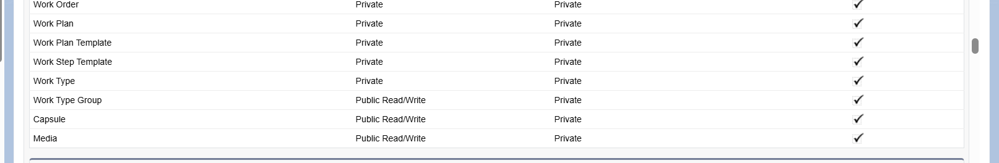 Work Order Private Private
Work Plan Private Private
Work Plan Template Private Private
Work Step Template Private Private
Work Type Private Private
Work Type Group Public Read/Write Private
Capsule Public Read/Write Private
Media Public Read/Write Private